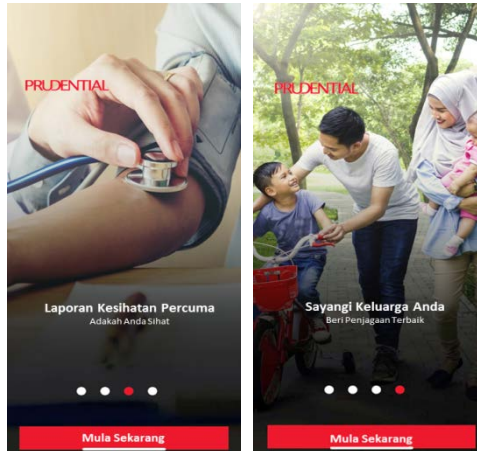 PRUDENTIAL
Laporan Kesihatan Percuma
Adakah Anda Sihat
Mula Sekarang
PRUDENTIAL
Sayangi Keluarga Anda
Beri Penjagaan Terbaik
Mula Sekarang